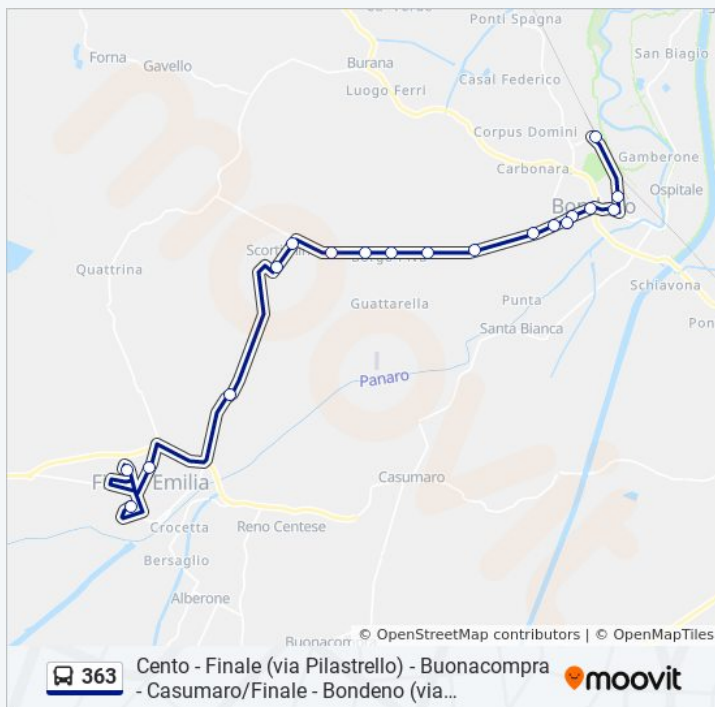 Ponti Spagna
Forna
Gavello
Burana
San Biagio
Casal Federico
Luogo Ferri
Corpus Domini
Gamberone
Carbonara
Ospitale
Quattrina
Schiavona
Guattarella
Punta
Santa Bianca
Pon
Panaro
Casumaro
Emilia
Crocetta
Reno Centese
Bersaglio
Alberone
Buonacompra
© OpenStreetMap contributors | © OpenMapTiles
363
Cento - Finale (via Pilastrello) - Buonacompra
- Casumaro/Finale - Bondeno (via…
moovit